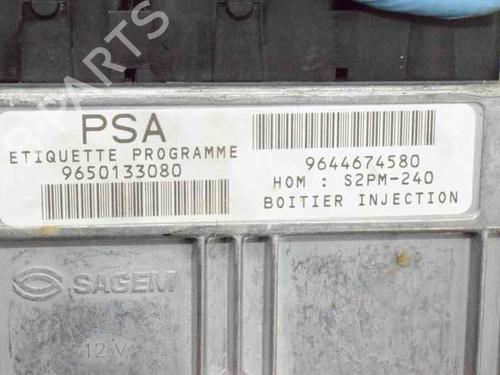 PSA
ETIQUETTE PROGRAMME
9650133080
9644674580
HOM : S2PM-240
BOITIER INJECTION
SAGEM
12 V